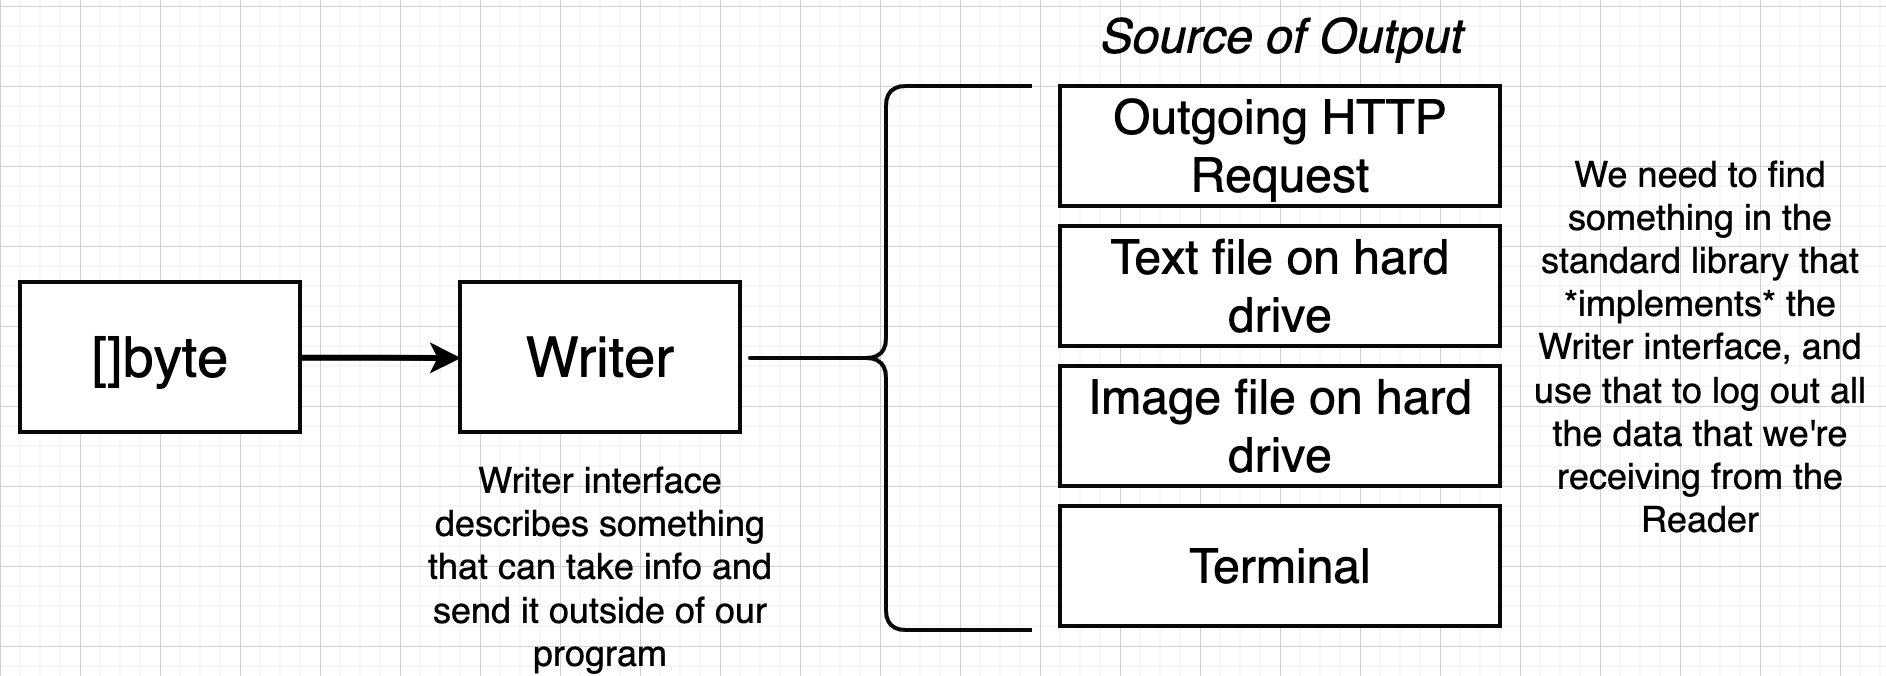 Source of Output
Outgoing HTTP
Request
Text file on hard
drive
Image file on hard
drive
Terminal
[]byte
Writer
Writer interface
describes something
that can take info and
send it outside of our
program
We need to find
something in the
standard library that
*implements* the
Writer interface, and
use that to log out all
the data that we're
receiving from the
Reader